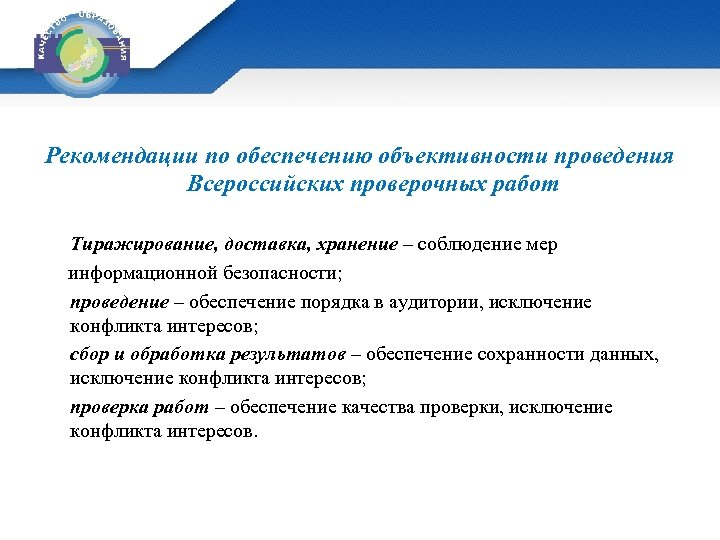 КАЧЕСТВО ОБРАЗОВАНИЯ
Рекомендации по обеспечению объективности проведения
Всероссийских проверочных работ
Тиражирование, доставка, хранение – соблюдение мер
информационной безопасности;
проведение – обеспечение порядка в аудитории, исключение
конфликта интересов;
сбор и обработка результатов – обеспечение сохранности данных,
исключение конфликта интересов;
проверка работ – обеспечение качества проверки, исключение
конфликта интересов.